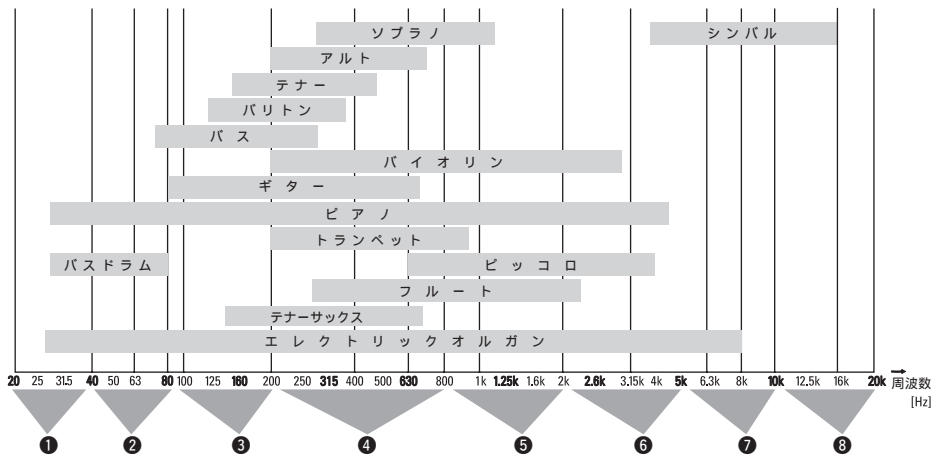 ソプラノ シンバル
アルト
テナー
バリトン
バス
バイオリン
ギター
ピアノ
トランペット
バスドラム ピッコロ
フルート
テナーサックス
エレクトリックオルガン
20 25 31.5 40 50 63 80 100 125 160 200 250 315 400 500 630 800 1k 1.25k 1.6k 2k 2.6k 3.15k 4k 5k 6.3k 8k 10k 12.5k 16k 20k 周波数
[Hz]
❶ ❷ ❸ ❹ ❺ ❻ ❼ ❽